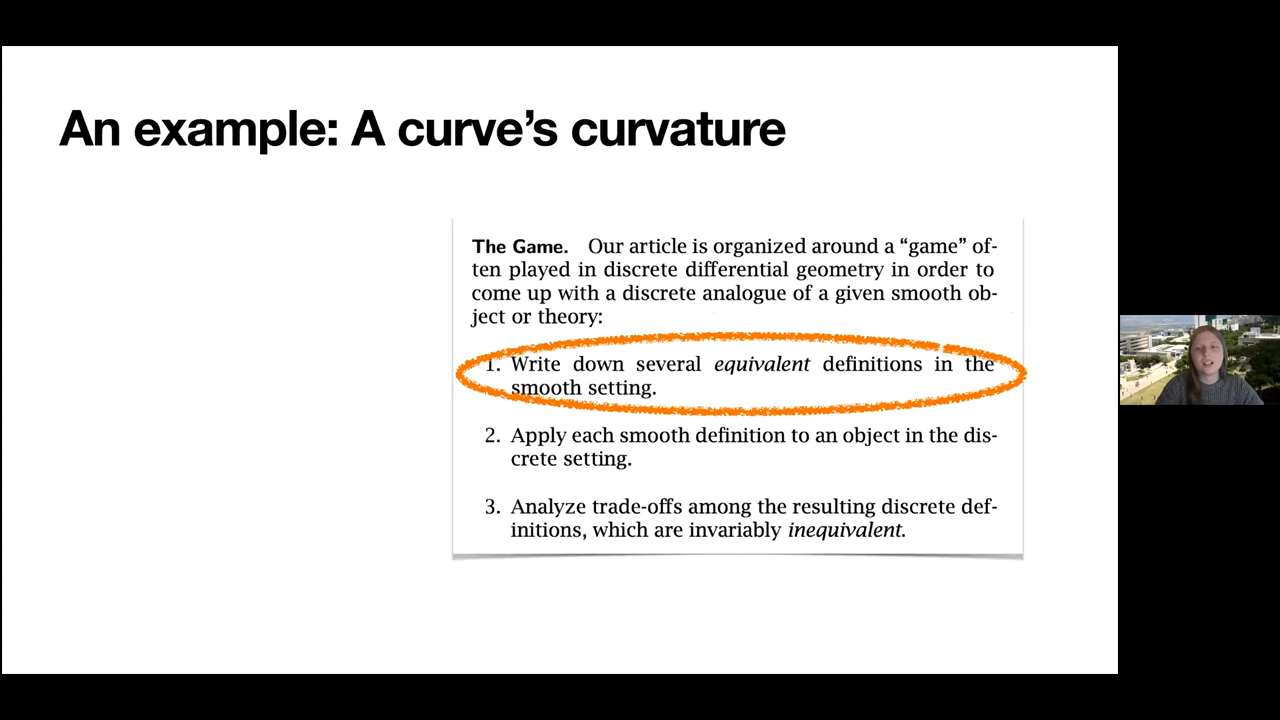 An example: A curve’s curvature
The Game. Our article is organized around a “game” of-
ten played in discrete differential geometry in order to
come up with a discrete analogue of a given smooth ob-
ject or theory:
1. Write down several equivalent definitions in the
smooth setting.
2. Apply each smooth definition to an object in the dis-
crete setting.
3. Analyze trade-offs among the resulting discrete def-
initions, which are invariably inequivalent.